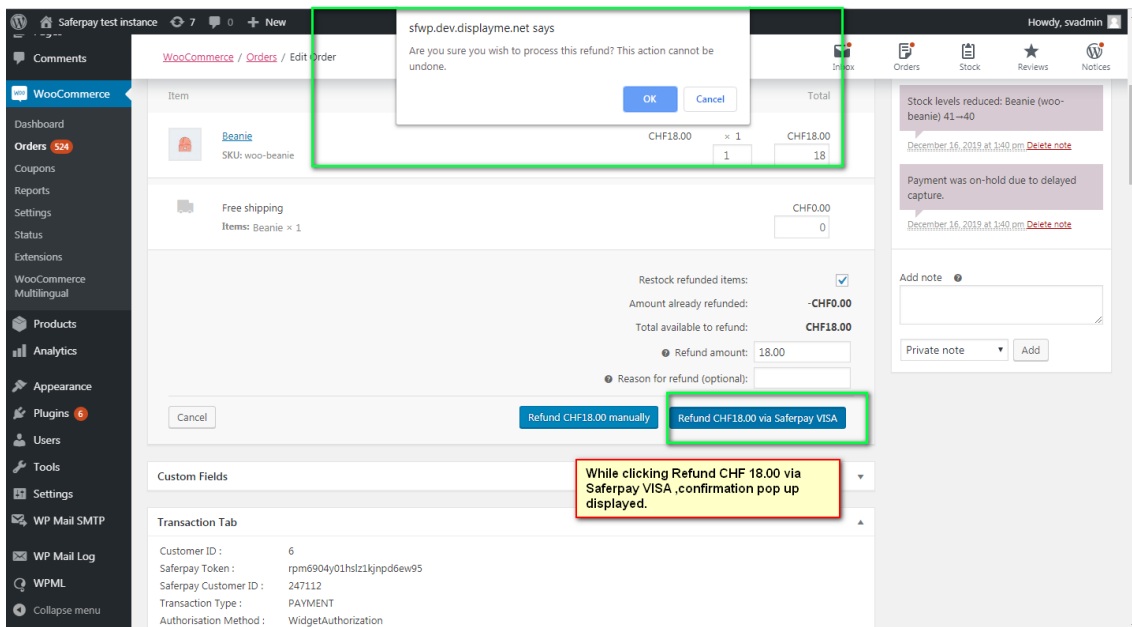 Saferpay test instance 7 0 New Howdy, svadmin
Pages
Comments
WooCommerce
Dashboard
Orders 524
Coupons
Reports
Settings
Status
Extensions
WooCommerce
Multilingual
Products
Analytics
Appearance
Plugins 6
Users
Tools
Settings
WP Mail SMTP
WP Mail Log
WPML
Collapse menu
WooCommerce / Orders / Edit Order
sfwp.dev.displayme.net says
Are you sure you wish to process this refund? This action cannot be
undone.
OK Cancel
Inbox Orders Stock Reviews Notices
Item Total
Beanie CHF18.00 × 1 CHF18.00
SKU: woo-beanie 1 18
Free shipping CHF0.00
Items: Beanie × 1 0
Restock refunded items:
Amount already refunded: -CHF0.00
Total available to refund: CHF18.00
Refund amount: 18.00
Reason for refund (optional):
Cancel Refund CHF18.00 manually Refund CHF18.00 via Saferpay VISA
While clicking Refund CHF 18.00 via
Saferpay VISA ,confirmation pop up
displayed.
Custom Fields
Transaction Tab
Customer ID : 6
Saferpay Token : rpm6904y01hslz1kjnpd6ew95
Saferpay Customer ID : 247112
Transaction Type : PAYMENT
Authorisation Method : WidgetAuthorization
Stock levels reduced: Beanie (woo-
beanie) 41→40
December 16, 2019 at 1:40 pm Delete note
Payment was on-hold due to delayed
capture.
December 16, 2019 at 1:40 pm Delete note
Add note
Private note Add